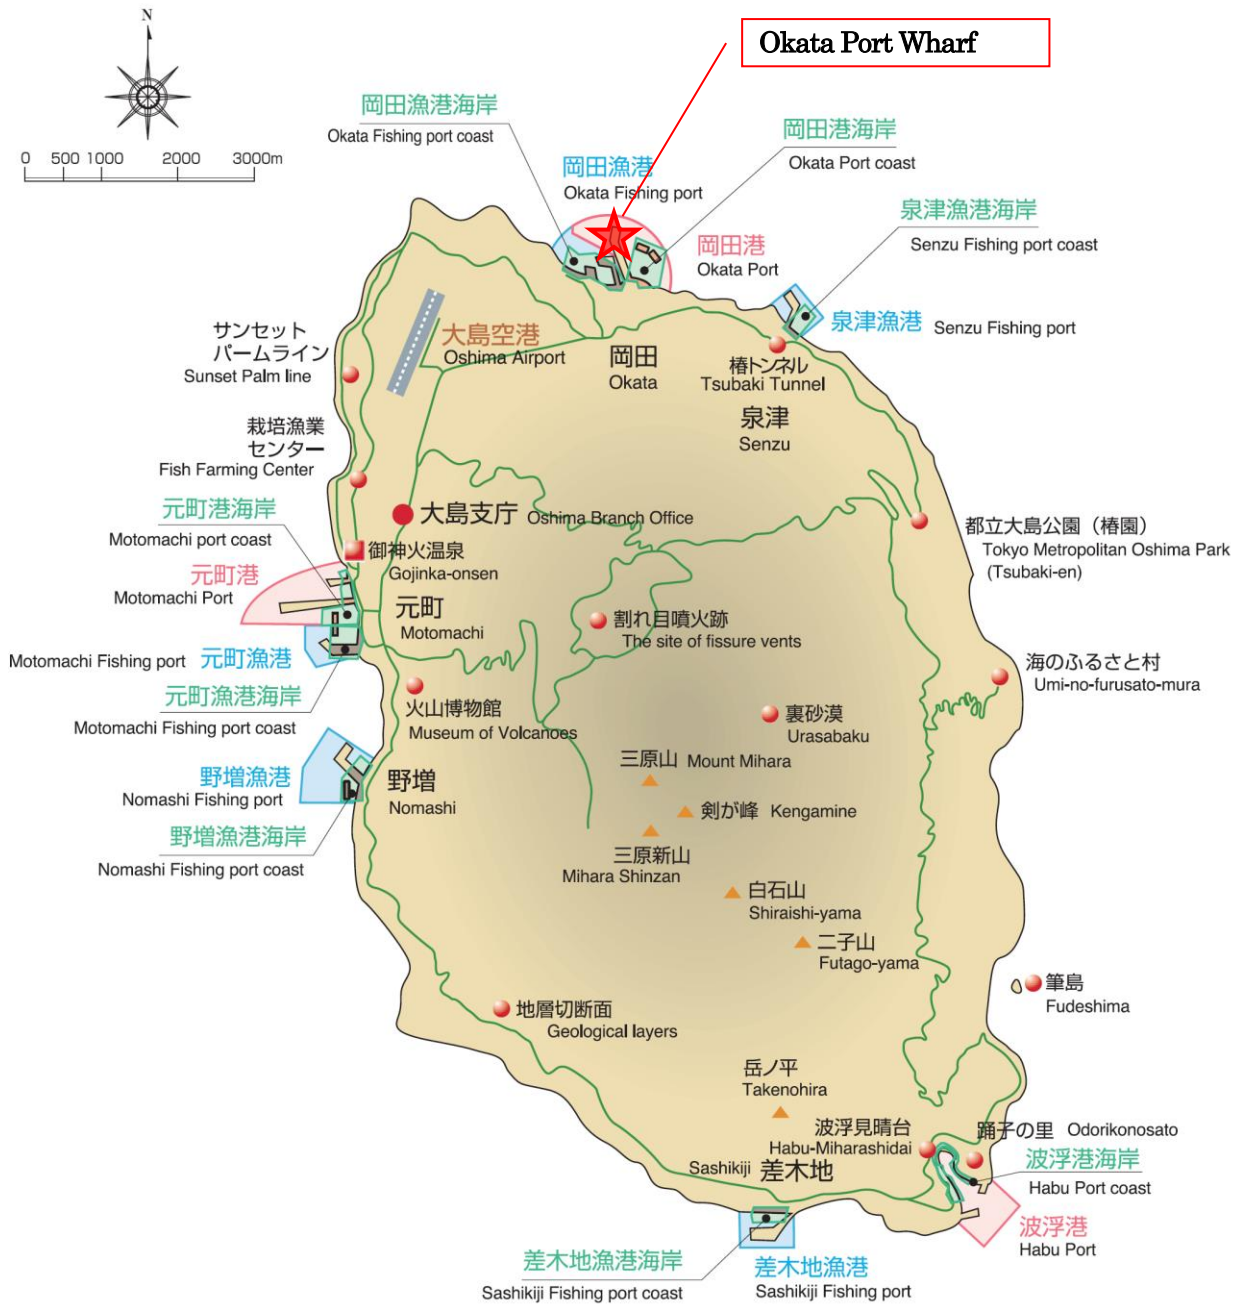 N
0 500 1000 2000 3000m
Okata Port Wharf
岡田漁港海岸
Okata Fishing port coast
岡田港海岸
Okata Port coast
岡田漁港
Okata Fishing port
泉津漁港海岸
Senzu Fishing port coast
岡田港
Okata Port
泉津漁港 Senzu Fishing port
サンセット
パームライン
Sunset Palm line
大島空港
Oshima Airport
岡田
Okata
椿トンネル
Tsubaki Tunnel
泉津
Senzu
栽培漁業
センター
Fish Farming Center
元町港海岸
Motomachi port coast
大島支庁 Oshima Branch Office
都立大島公園（椿園）
Tokyo Metropolitan Oshima Park
(Tsubaki-en)
御神火温泉
Gojinka-onsen
元町港
Motomachi Port
元町
Motomachi
割れ目噴火跡
The site of fissure vents
Motomachi Fishing port 元町漁港
海のふるさと村
Umi-no-furusato-mura
元町漁港海岸
Motomachi Fishing port coast
火山博物館
Museum of Volcanoes
裏砂漠
Urasabaku
三原山 Mount Mihara
野増漁港
Nomashi Fishing port
野増
Nomashi
剣が峰 Kengamine
野増漁港海岸
Nomashi Fishing port coast
三原新山
Mihara Shinzan
白石山
Shiraishi-yama
二子山
Futago-yama
筆島
Fudeshima
地層切断面
Geological layers
岳ノ平
Takenohira
波浮見晴台
Habu-Miharashidai
踊子の里 Odorikonosato
Sashikiji 差木地
波浮港海岸
Habu Port coast
波浮港
Habu Port
差木地漁港海岸
Sashikiji Fishing port coast
差木地漁港
Sashikiji Fishing port